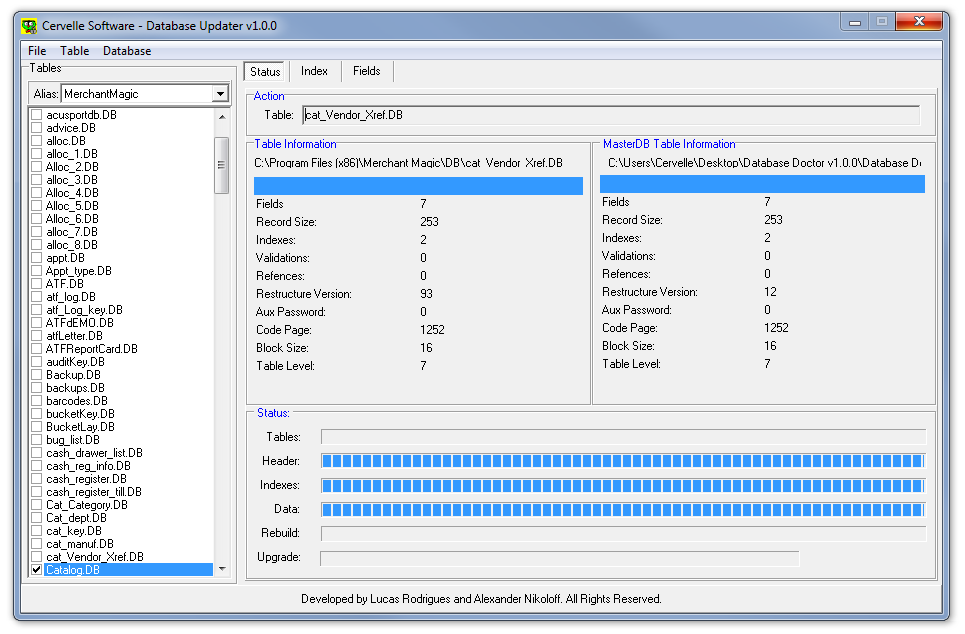 Cervelle Software - Database Updater v1.0.0
File Table Database
Tables
Alias: MerchantMagic
acusportdb.DB
advice.DB
alloc.DB
alloc_1.DB
Alloc_2.DB
alloc_3.DB
Alloc_4.DB
Alloc_5.DB
Alloc_6.DB
alloc_7.DB
alloc_8.DB
appt.DB
Appt_type.DB
ATF.DB
atf_log.DB
atf_Log_key.DB
ATFdEMO.DB
atfLetter.DB
ATFReportCard.DB
auditKey.DB
Backup.DB
backups.DB
barcodes.DB
bucketKey.DB
BucketLay.DB
bug_list.DB
cash_drawer_list.DB
cash_reg_info.DB
cash_register.DB
cash_register_till.DB
Cat_Category.DB
Cat_dept.DB
cat_key.DB
cat_manuf.DB
cat_Vendor_Xref.DB
Catalog.DB
Status Index Fields
Action
Table: cat_Vendor_Xref.DB
Table Information
C:\Program Files (x86)\Merchant Magic\DB\cat_Vendor_Xref.DB
Fields 7
Record Size: 253
Indexes: 2
Validations: 0
Refences: 0
Restructure Version: 93
Aux Password: 0
Code Page: 1252
Block Size: 16
Table Level: 7
MasterDB Table Information
C:\Users\Cervelle\Desktop\Database Doctor v1.0.0\Database Do
Fields 7
Record Size: 253
Indexes: 2
Validations: 0
Refences: 0
Restructure Version: 12
Aux Password: 0
Code Page: 1252
Block Size: 16
Table Level: 7
Status:
Tables:
Header:
Indexes:
Data:
Rebuild:
Upgrade:
Developed by Lucas Rodrigues and Alexander Nikoloff. All Rights Reserved.